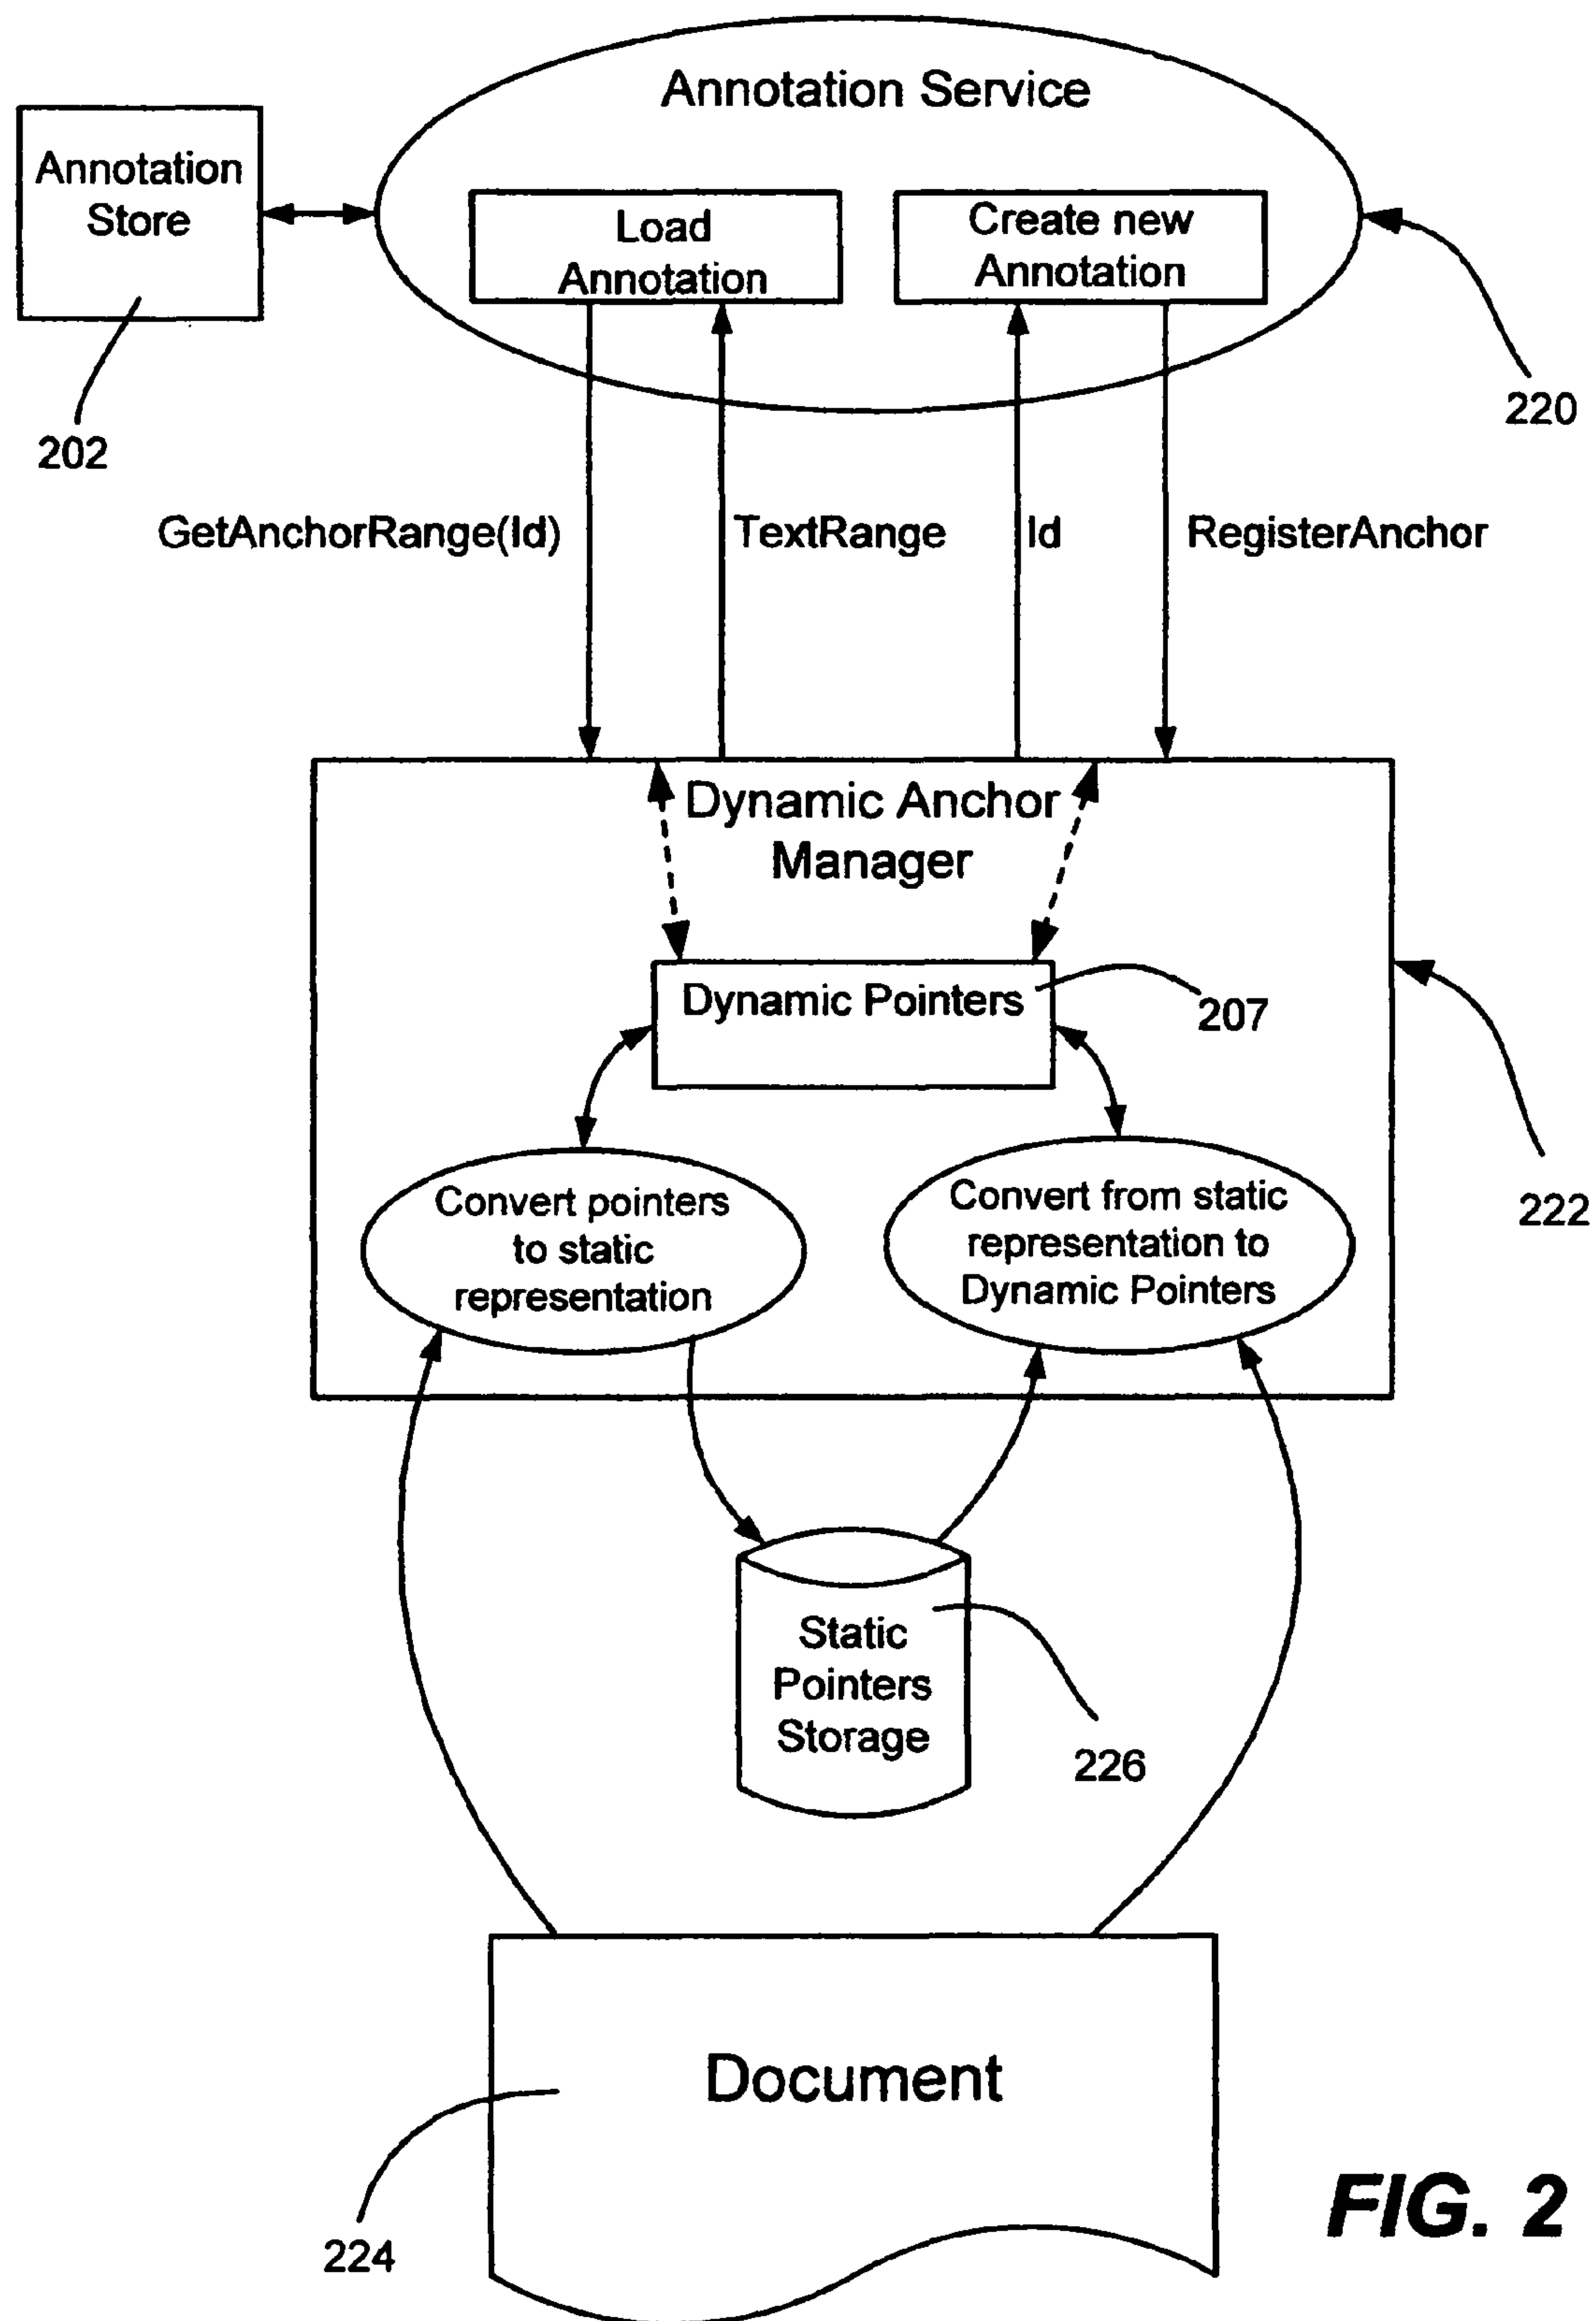 Annotation Service
Annotation
Store
Load
Annotation
Create new
Annotation
220
202
GetAnchorRange(Id)
TextRange
Id
RegisterAnchor
Dynamic Anchor
Manager
Dynamic Pointers
207
222
Convert pointers
to static
representation
Convert from static
representation to
Dynamic Pointers
Static
Pointers
Storage
226
Document
224
FIG. 2